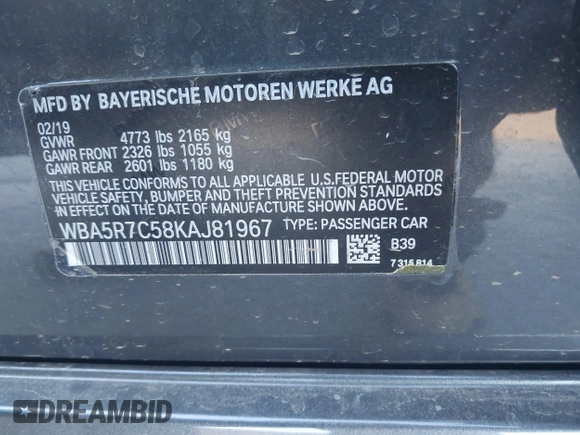 MFD BY BAYERISCHE MOTOREN WERKE AG
02/19
GVWR 4773 lbs 2165 kg
GAWR FRONT 2326 lbs 1055 kg
GAWR REAR 2601 lbs 1180 kg
THIS VEHICLE CONFORMS TO ALL APPLICABLE U.S.FEDERAL MOTOR
VEHICLE SAFETY, BUMPER, AND THEFT PREVENTION STANDARDS
IN EFFECT ON THE DATE OF MANUFACTURE SHOWN ABOVE.
WBA5R7C58KAJ81967 TYPE: PASSENGER CAR
B39
7 315 814
DREAMBID